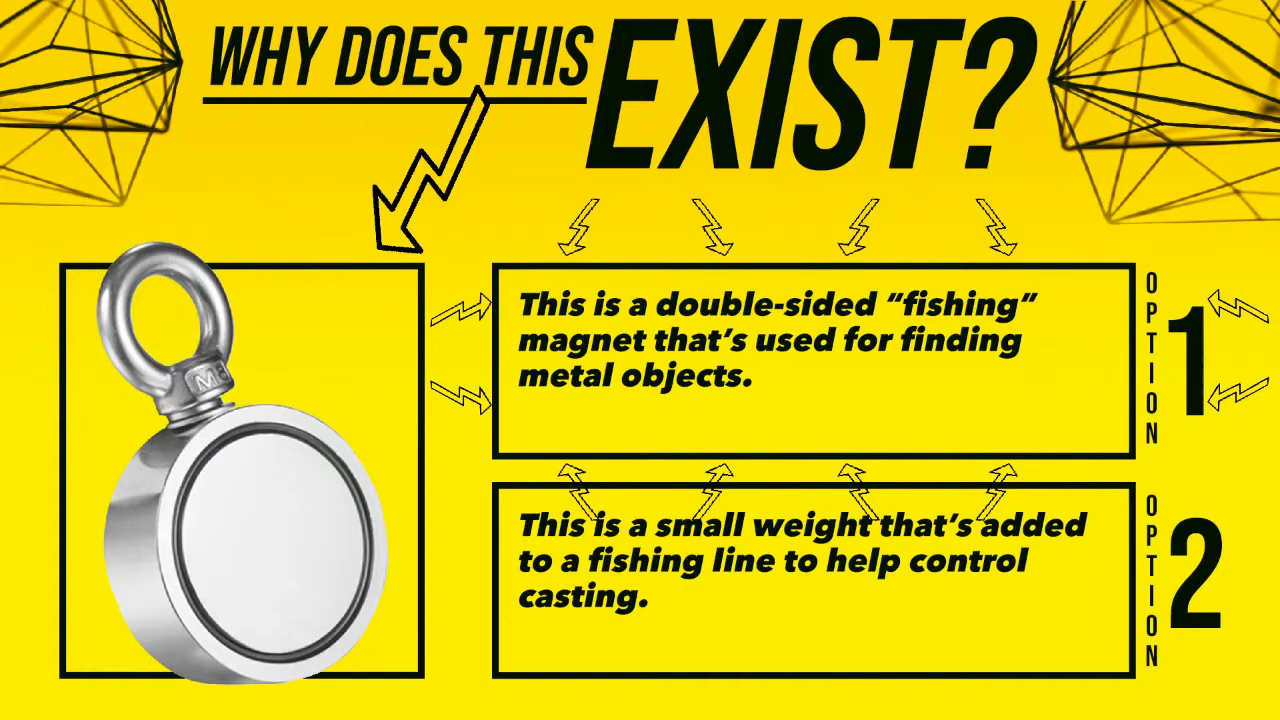 WHY DOES THIS EXIST?
M8
This is a double-sided “fishing”
magnet that’s used for finding
metal objects.
OPTION 1
This is a small weight that’s added
to a fishing line to help control
casting.
OPTION 2